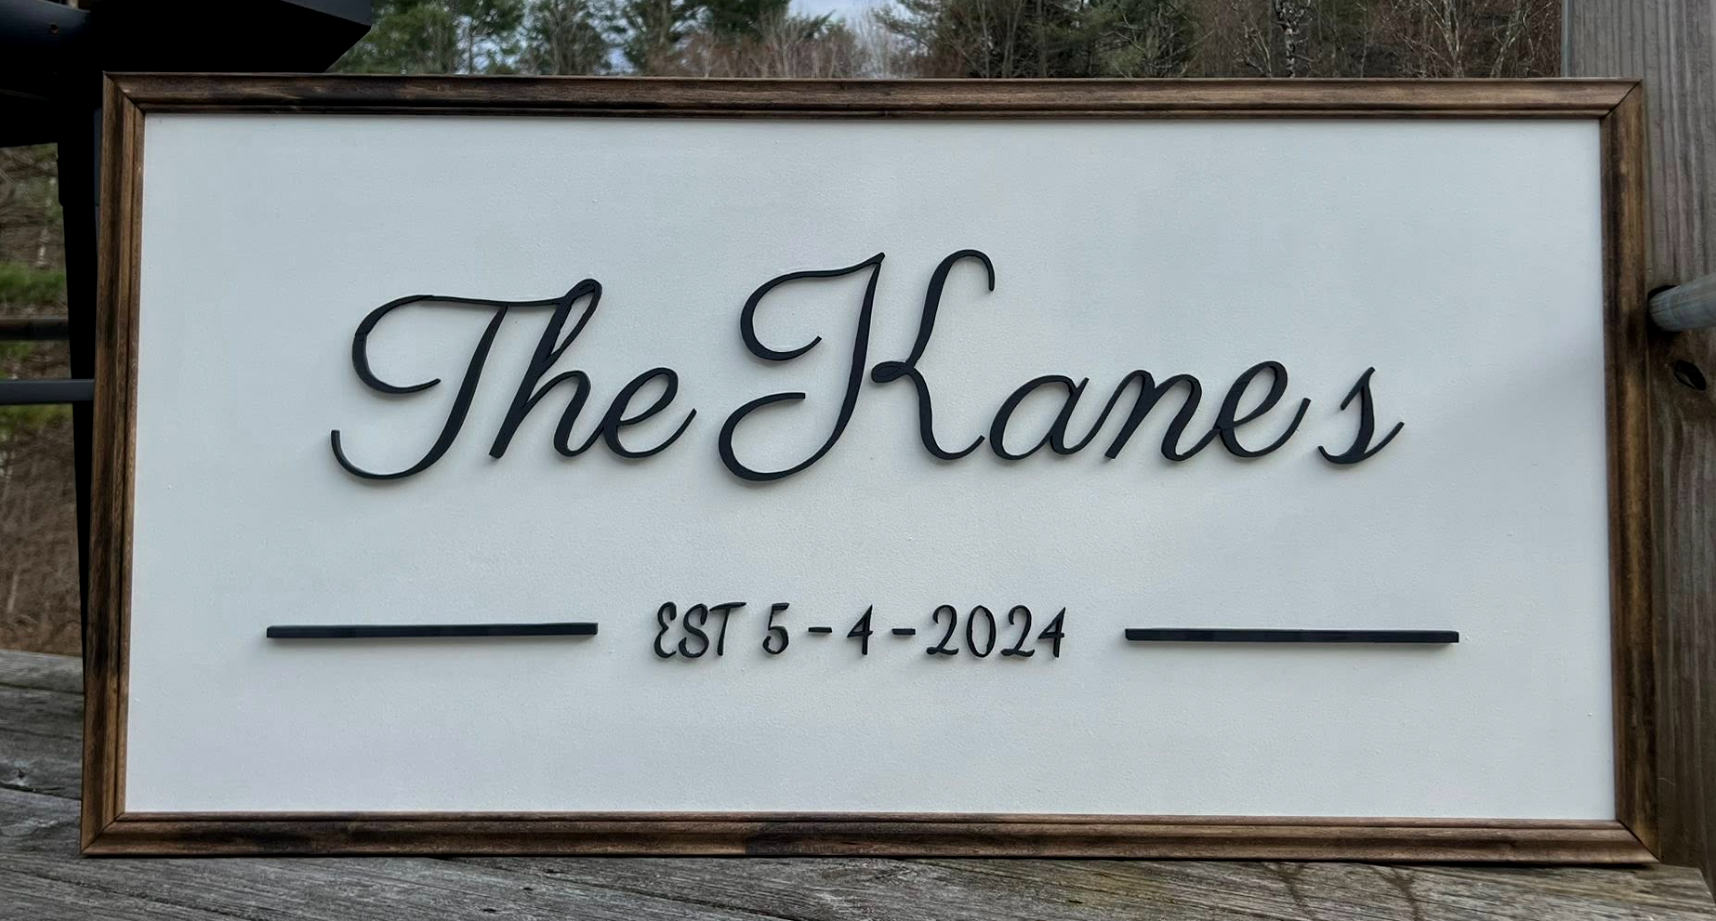 The Kanes
EST 5-4-2024